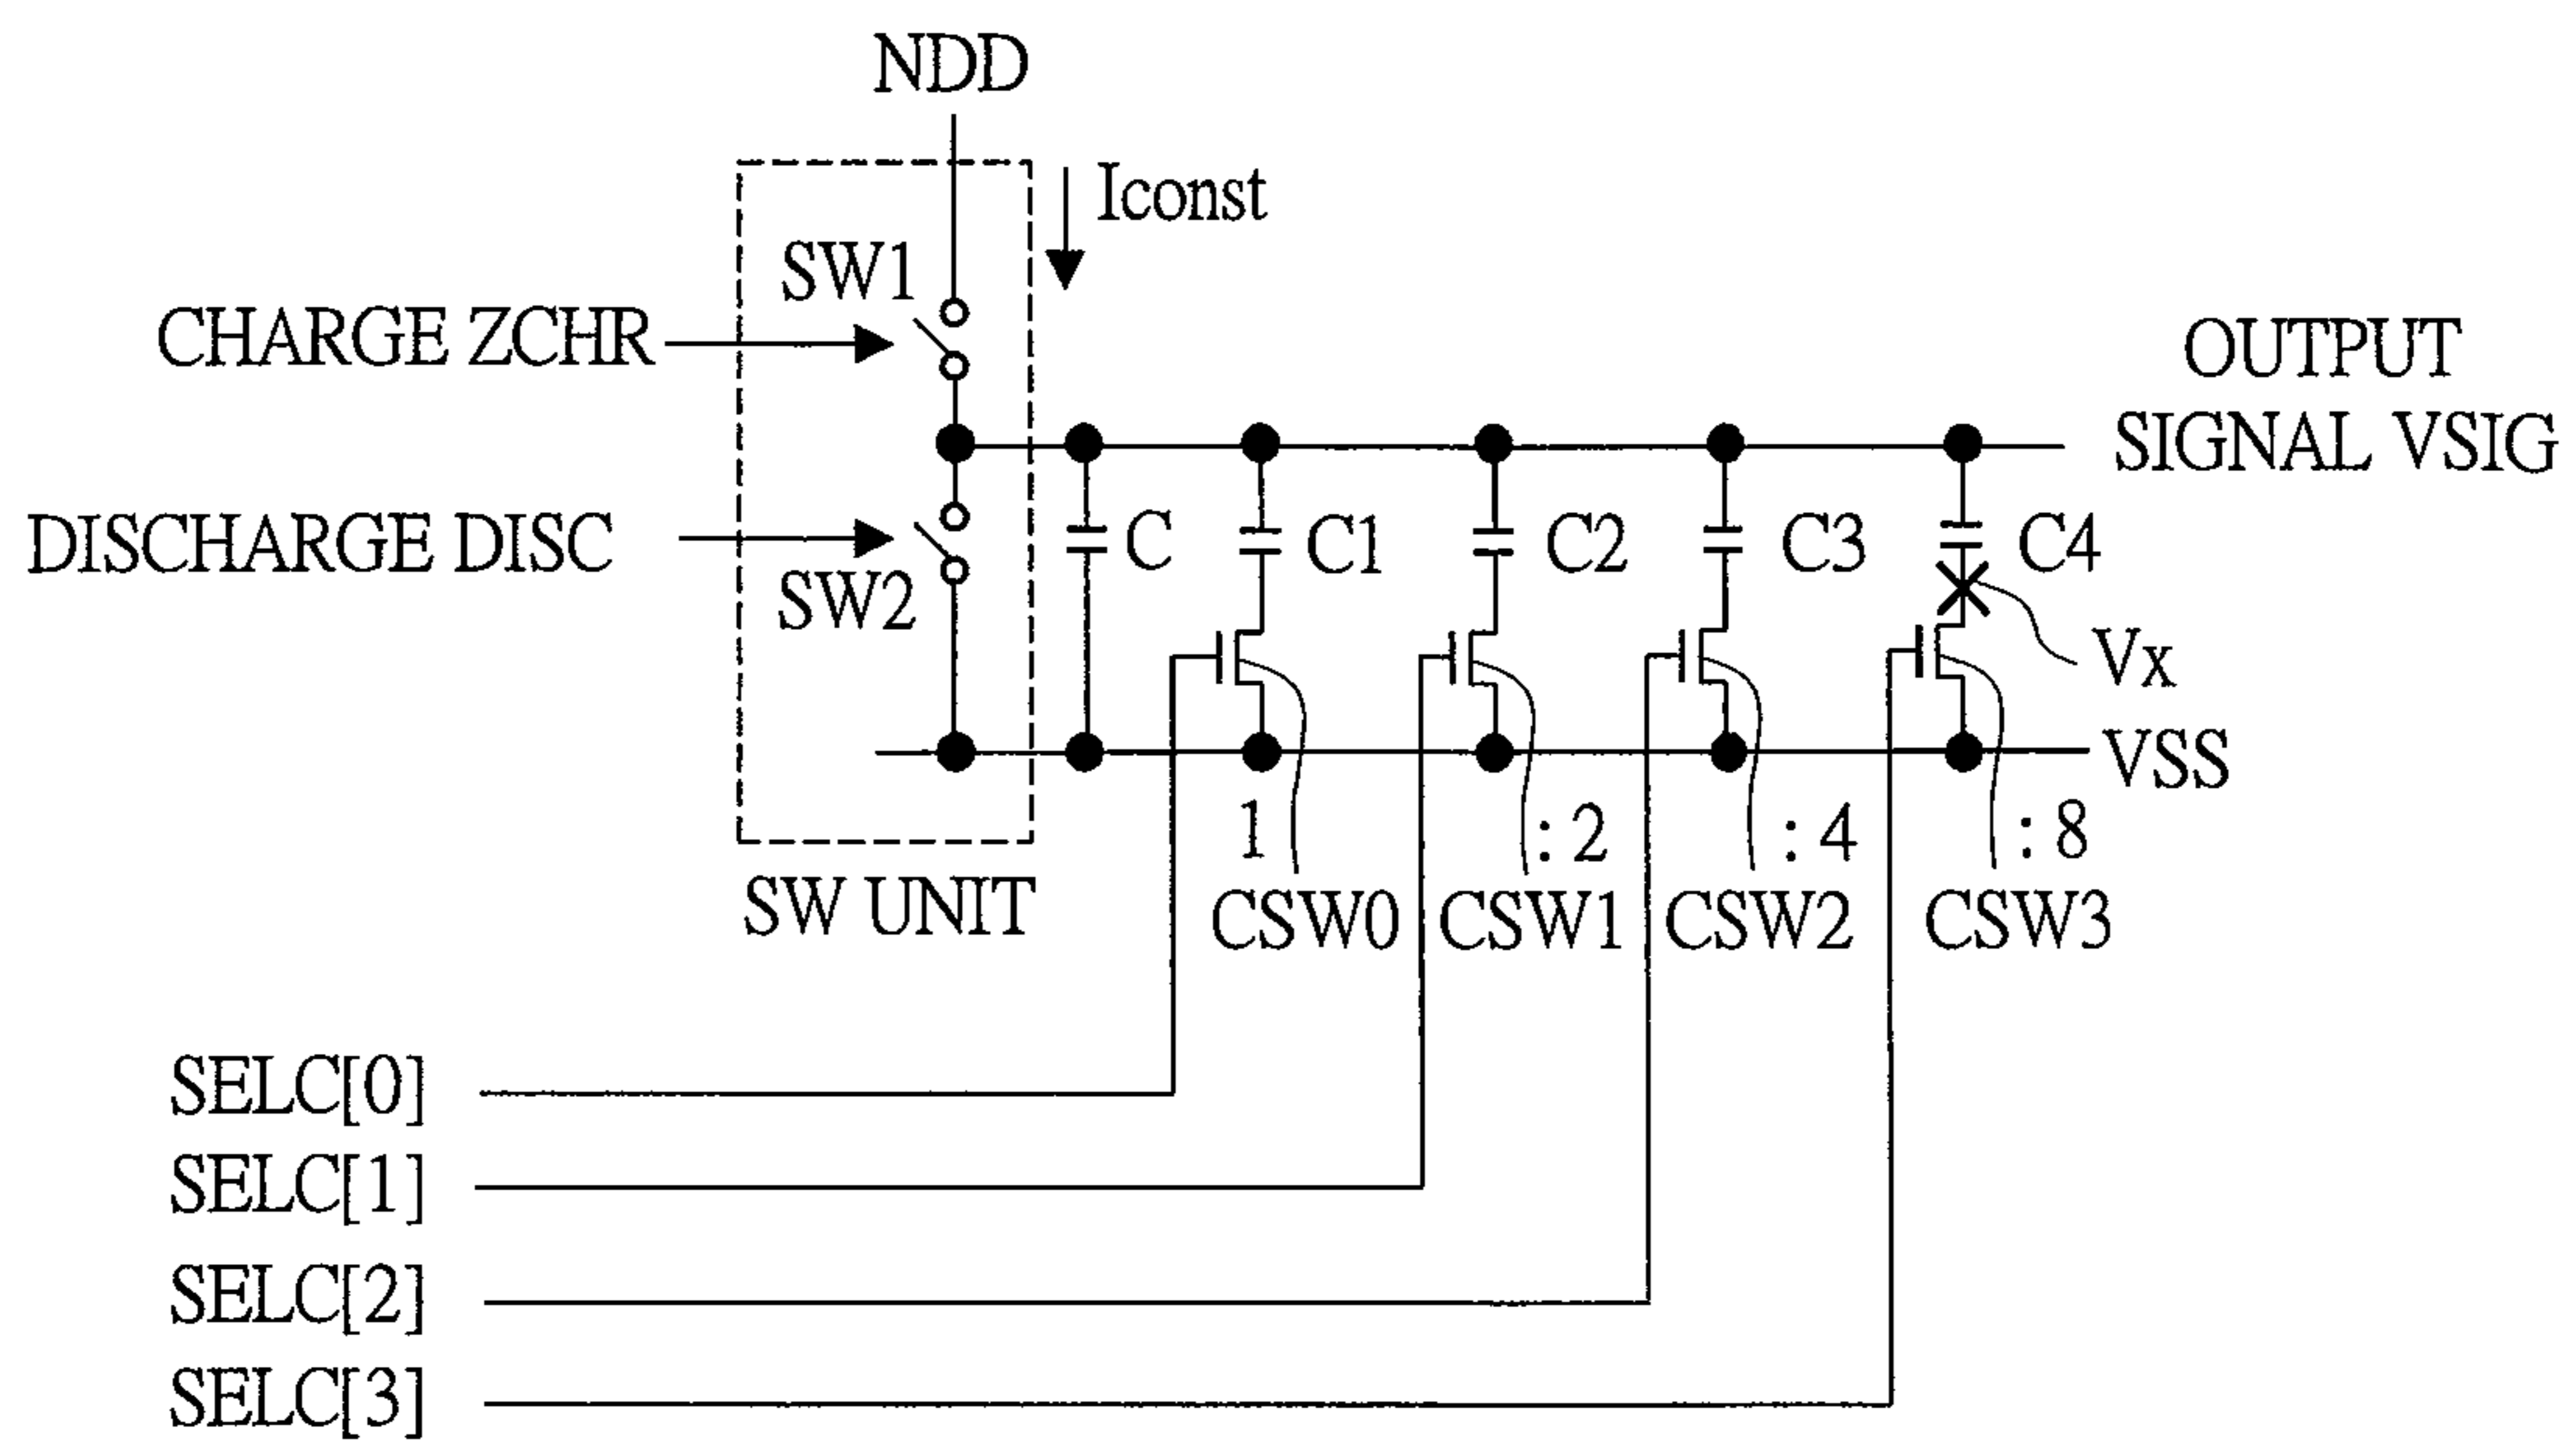 NDD
Iconst
SW1
CHARGE ZCHR
OUTPUT
SIGNAL VSIG
DISCHARGE DISC
SW2
C
C1
C2
C3
C4
Vx
VSS
1 : 2 : 4 : 8
SW UNIT
CSW0
CSW1
CSW2
CSW3
SELC[0]
SELC[1]
SELC[2]
SELC[3]